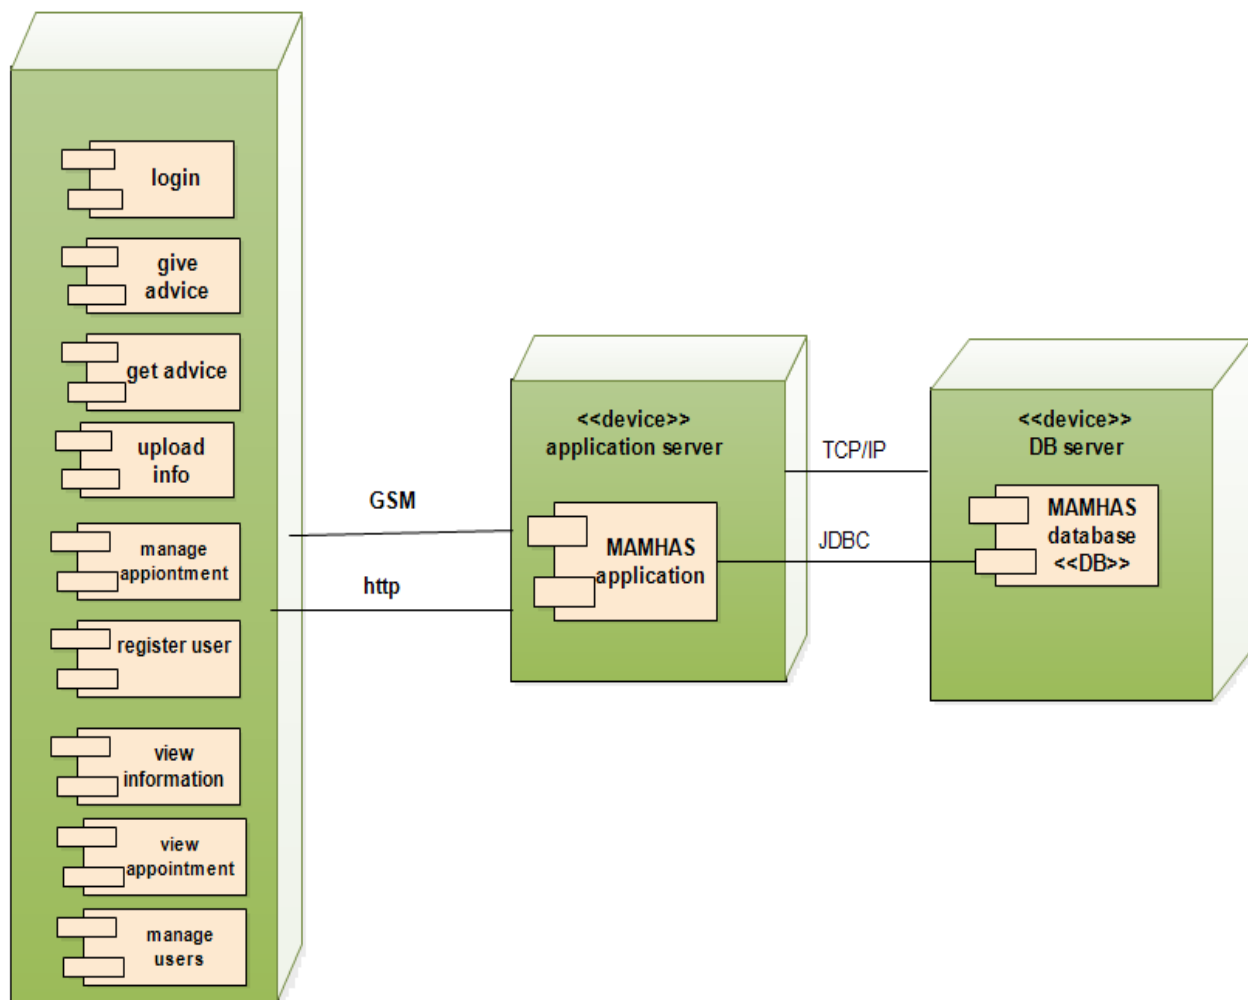 login
give
advice
get advice
upload
info
manage
appiontment
register user
view
information
view
appointment
manage
users
GSM
http
<<device>>
application server
MAMHAS
application
TCP/IP
JDBC
<<device>>
DB server
MAMHAS
database
<<DB>>